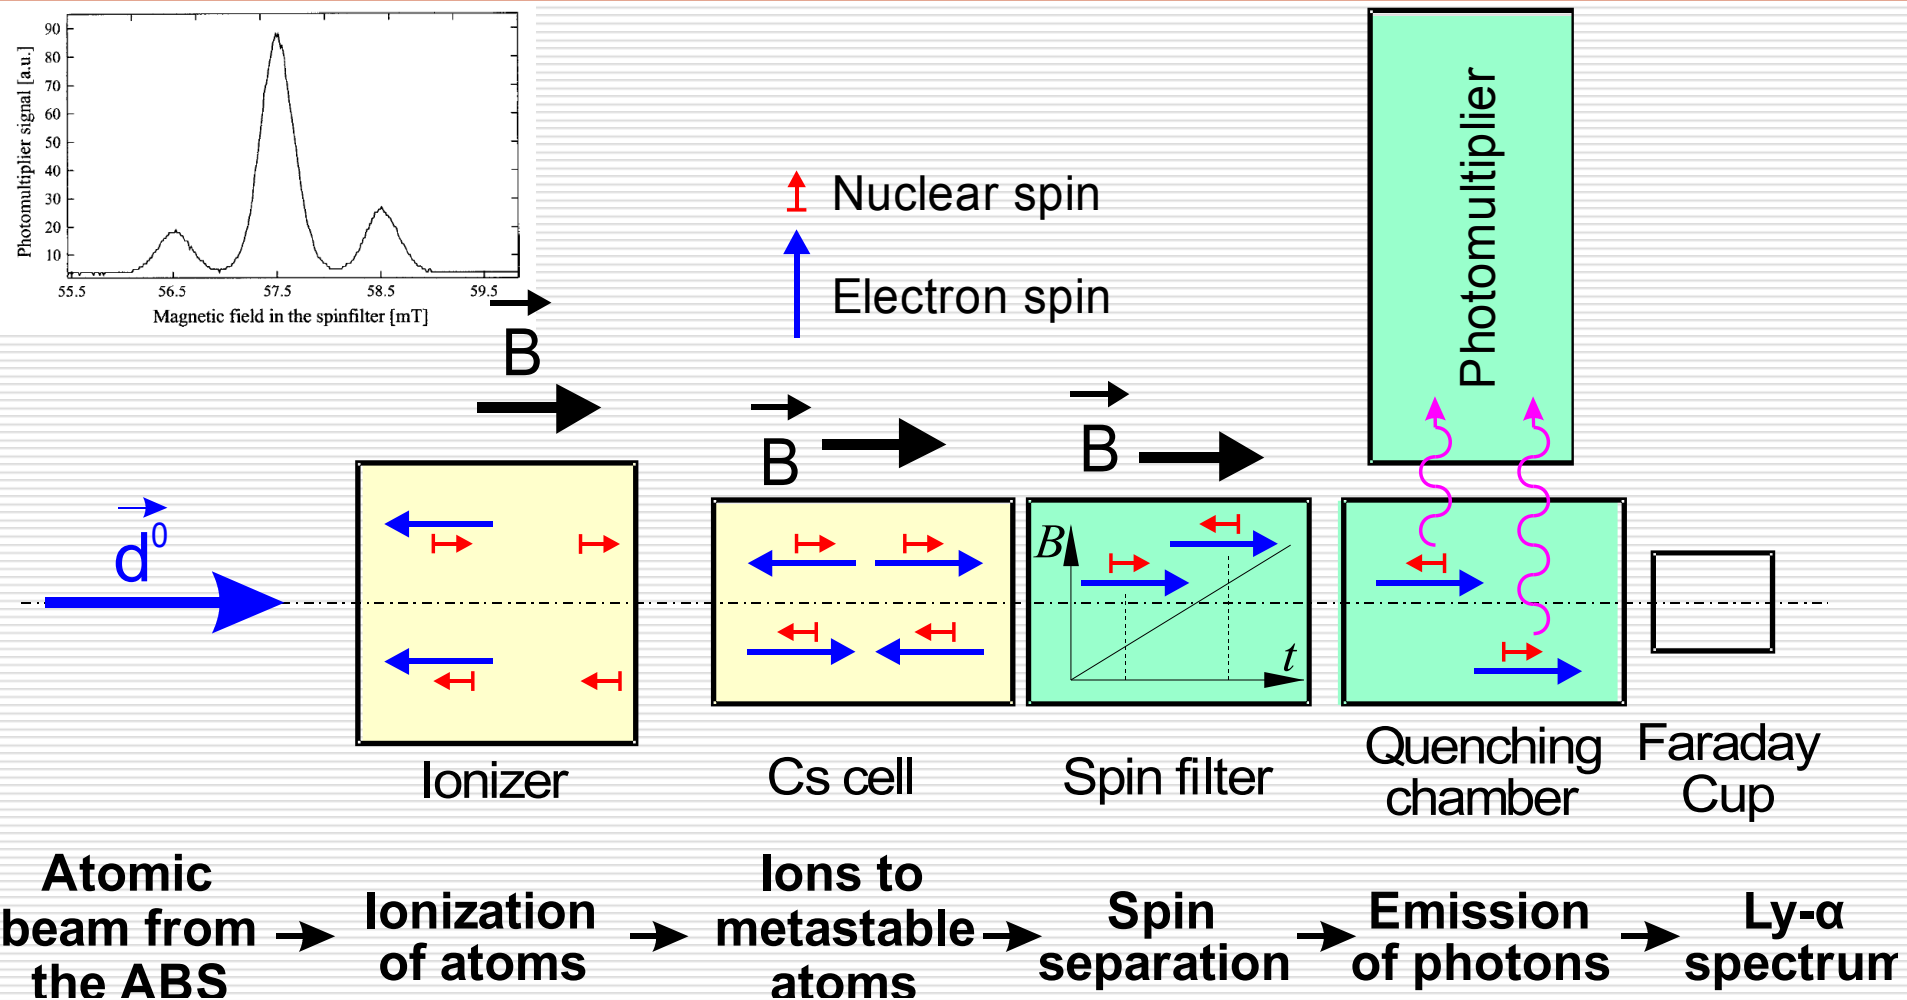 90
80
70
60
50
40
30
20
10
Photomultiplier signal [a.u.]
55.5 56.5 57.5 58.5 59.5
Magnetic field in the spinfilter [mT]
Nuclear spin
Electron spin
Photomultiplier
B
B
B
d⁰
B
t
Ionizer
Cs cell
Spin filter
Quenching
chamber
Faraday
Cup
Atomic
beam from
the ABS
Ionization
of atoms
Ions to
metastable
atoms
Spin
separation
Emission
of photons
Ly-α
spectrum